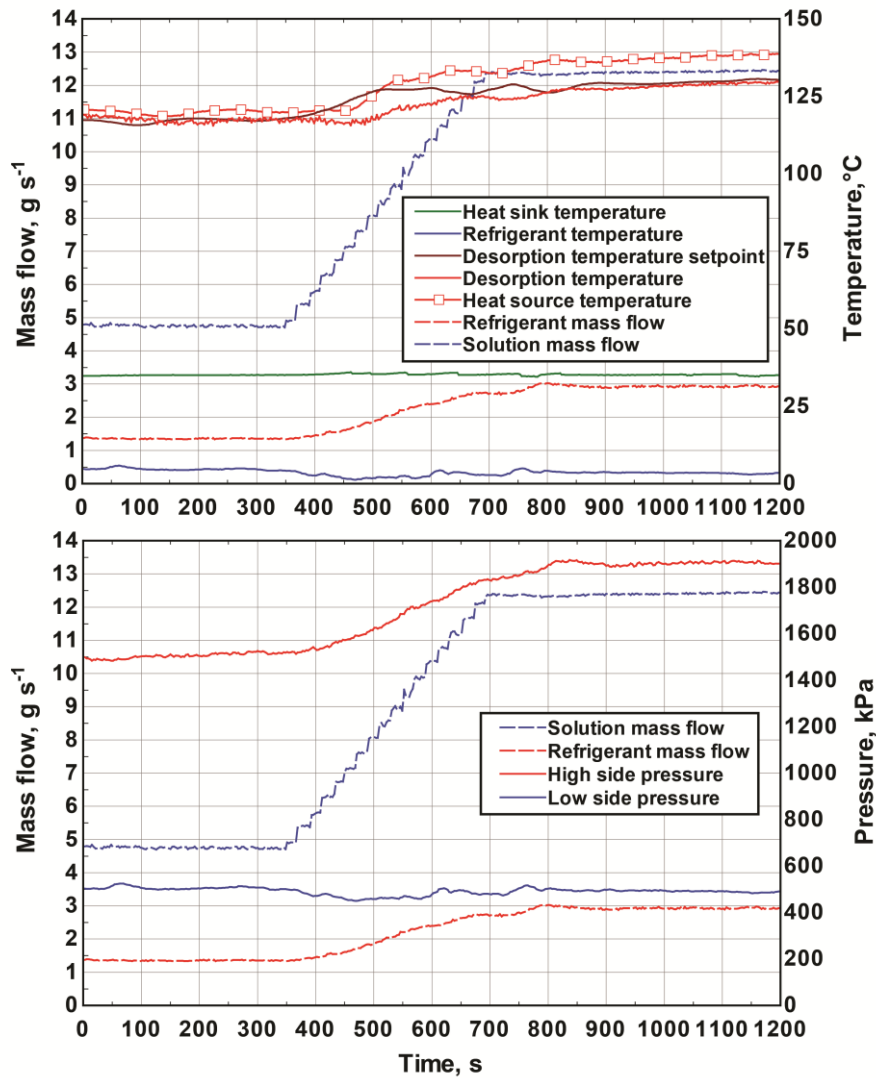 14 150
13
12 125
11
10 100
9
8
7 75
6
5 50
4
3
2 25
1
0 0
Mass flow, g s-1
Temperature,°C
Heat sink temperature
Refrigerant temperature
Desorption temperature setpoint
Desorption temperature
Heat source temperature
Refrigerant mass flow
Solution mass flow
0 100 200 300 400 500 600 700 800 900 1000 1100 1200
14 2000
13
12 1800
11 1600
10 1400
9
8 1200
7 1000
6
5 800
4 600
3 400
2
1 200
0 0
Mass flow, g s-1
Pressure, kPa
Solution mass flow
Refrigerant mass flow
High side pressure
Low side pressure
0 100 200 300 400 500 600 700 800 900 1000 1100 1200
Time, s